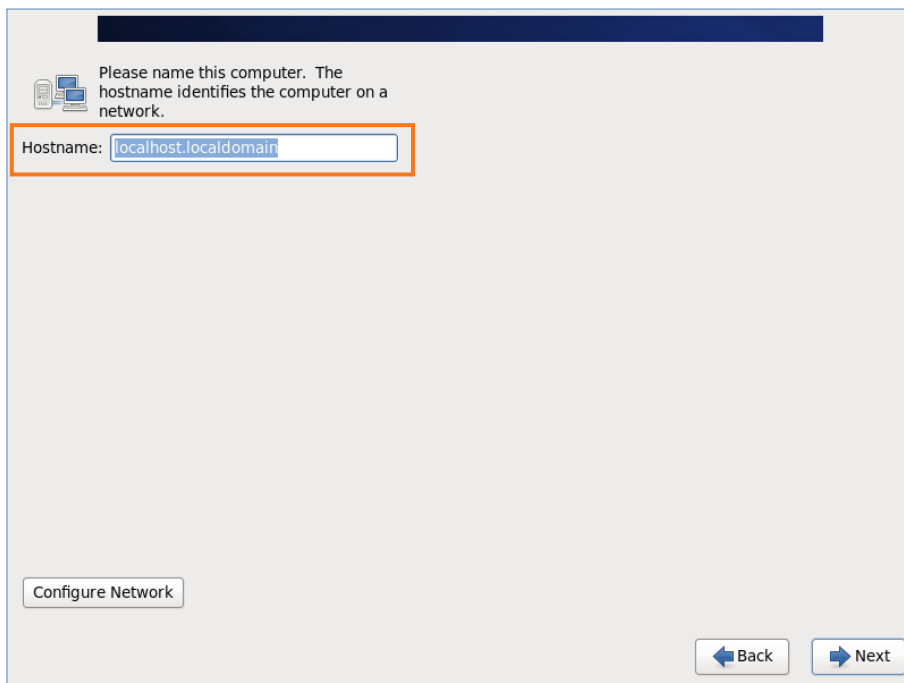 Please name this computer.  The
hostname identifies the computer on a
network.
Hostname: localhost.localdomain
Configure Network
Back Next